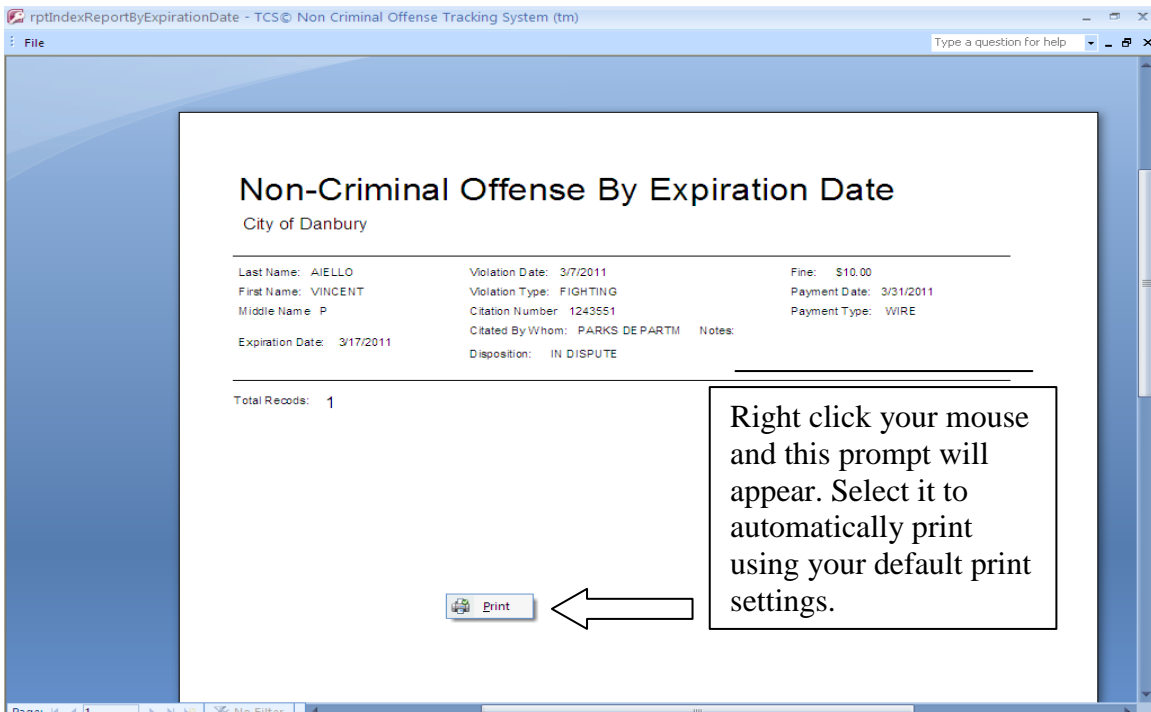 rptIndexReportByExpirationDate - TCS© Non Criminal Offense Tracking System (tm)
File
Type a question for help
Non-Criminal Offense By Expiration Date
City of Danbury
Last Name: AIELLO Violation Date: 3/7/2011 Fine: $10.00
First Name: VINCENT Violation Type: FIGHTING Payment Date: 3/31/2011
Middle Name P Citation Number 1243551 Payment Type: WIRE
Citated By Whom: PARKS DEPARTM Notes:
Expiration Date: 3/17/2011
Disposition: IN DISPUTE
Total Recods: 1
Right click your mouse
and this prompt will
appear. Select it to
automatically print
using your default print
settings.
Print
Page: 1 No Filter